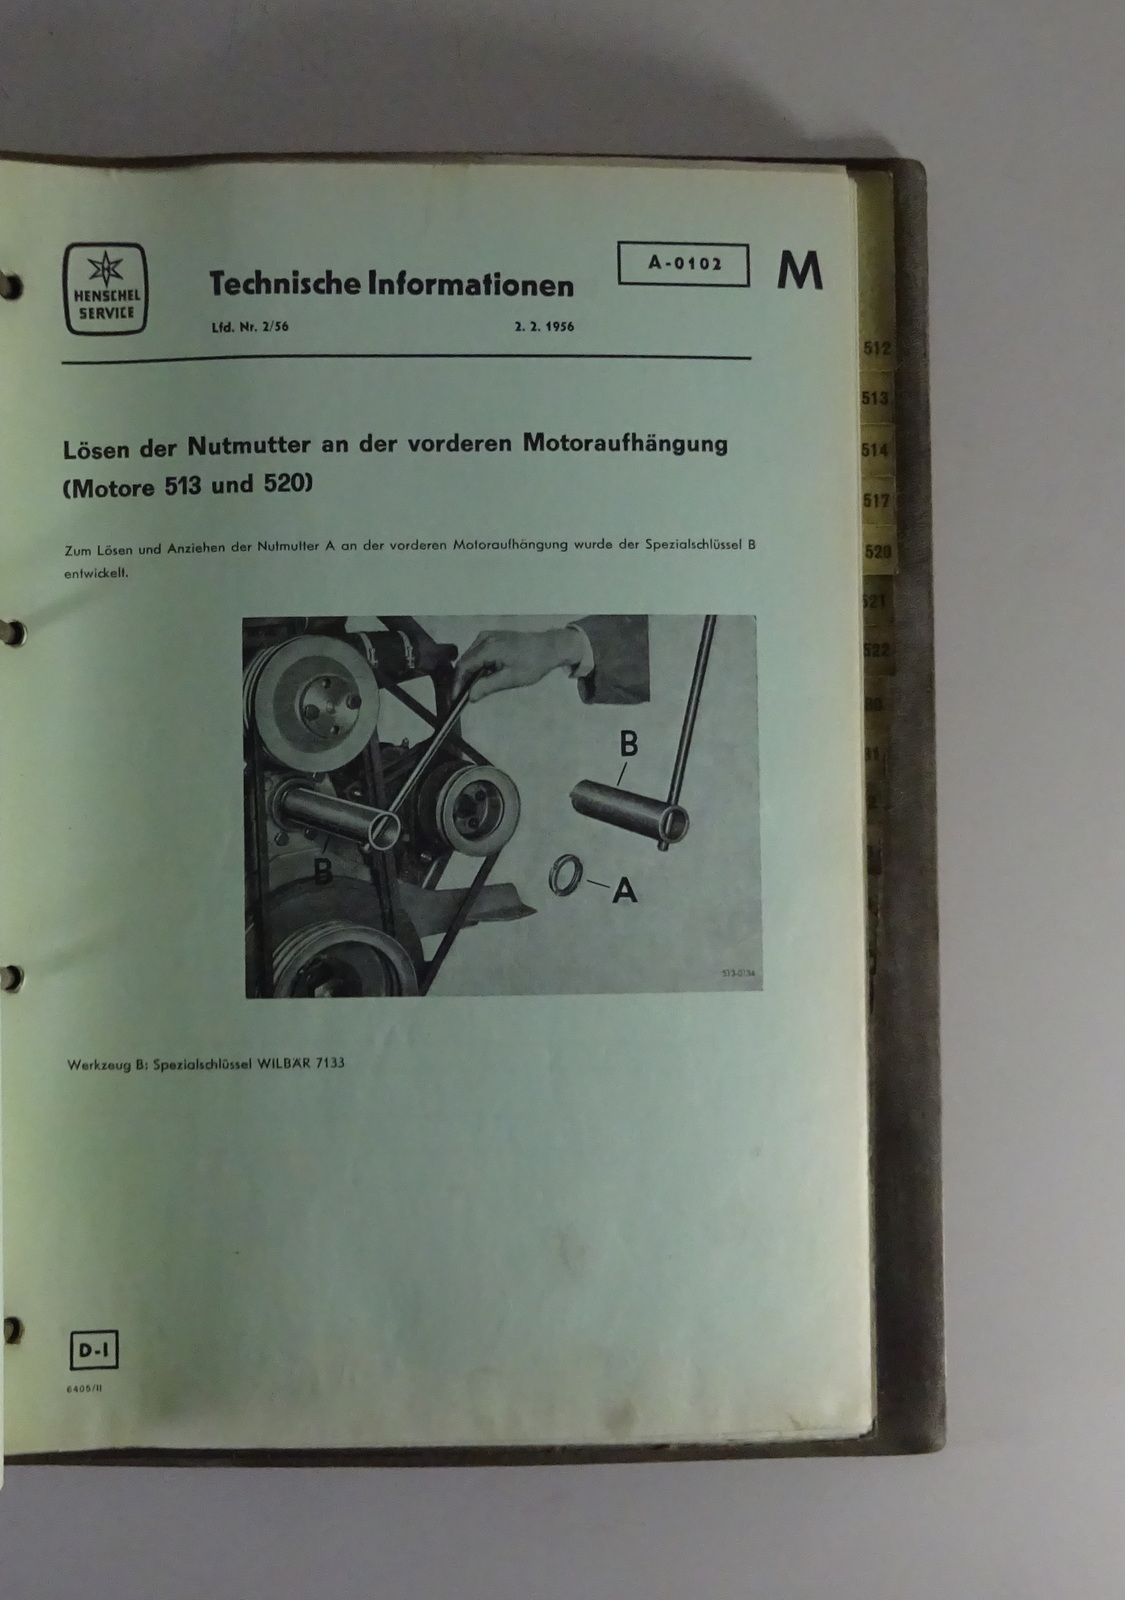 HENSCHEL
SERVICE
Technische Informationen
A-0102
M
Lfd. Nr. 2/56
2. 2. 1956
Lösen der Nutmutter an der vorderen Motoraufhängung
(Motore 513 und 520)
Zum Lösen und Anziehen der Nutmutter A an der vorderen Motoraufhängung wurde der Spezialschlüssel B
entwickelt.
B
B
A
Werkzeug B: Spezialschlüssel WILBÄR 7133
D-I
6405/II
512
513
514
517
520
521
522